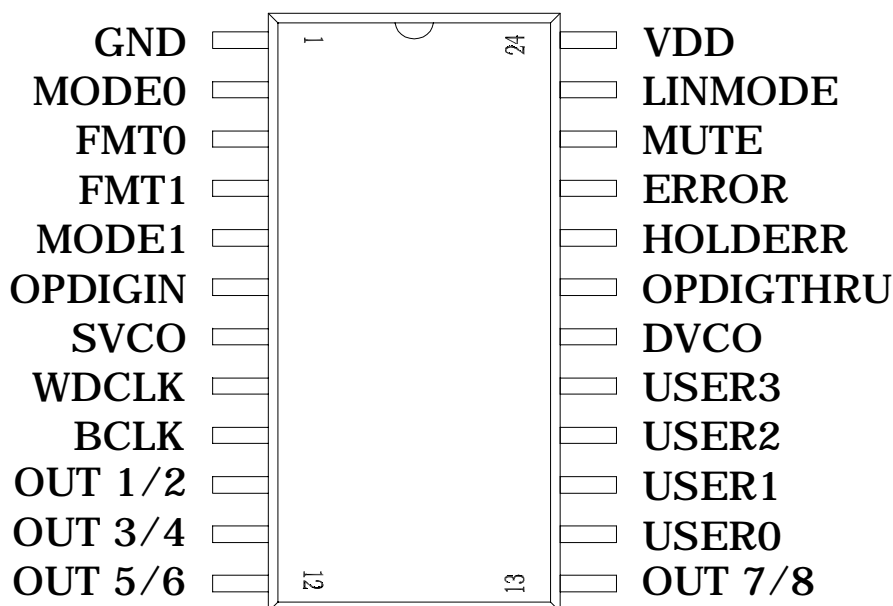 GND 1 24 VDD
MODE0 LINMODE
FMT0 MUTE
FMT1 ERROR
MODE1 HOLDERR
OPDIGIN OPDIGTHRU
SVCO DVCO
WDCLK USER3
BCLK USER2
OUT 1/2 USER1
OUT 3/4 USER0
OUT 5/6 12 13 OUT 7/8